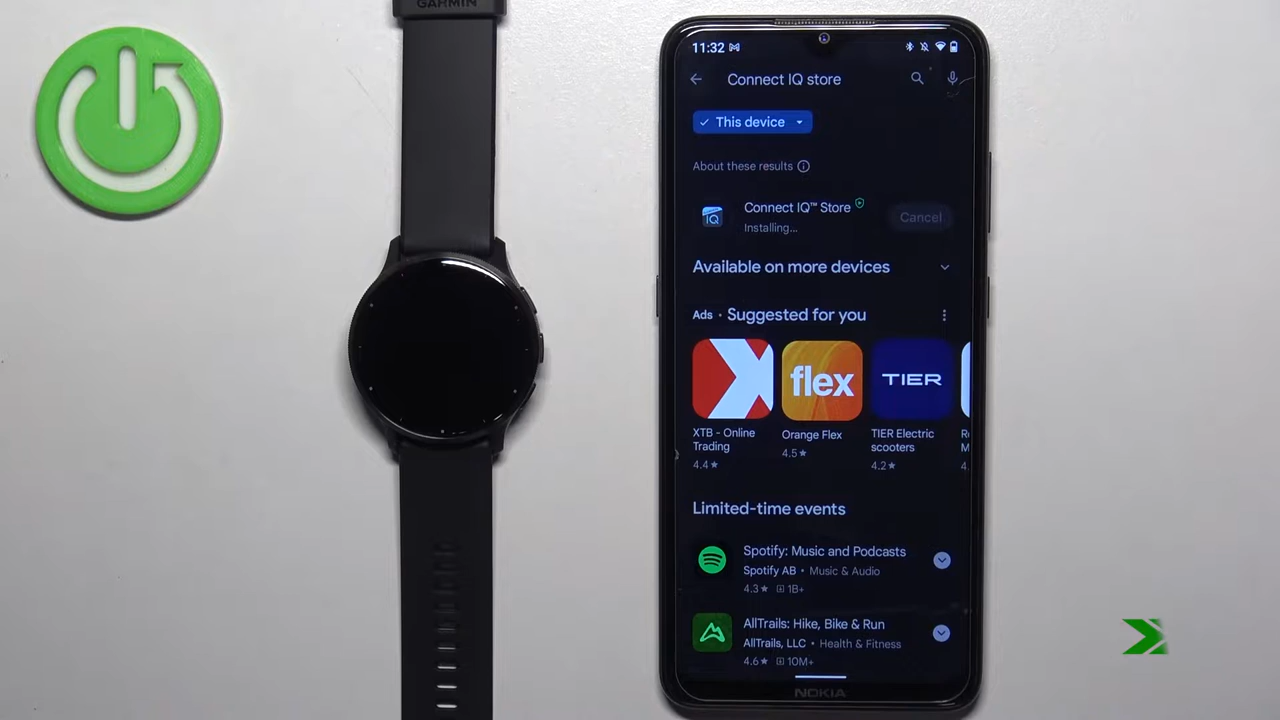 GARMIN
11:32
Connect IQ store
This device
About these results
IQ
Connect IQ™ Store
Installing...
Cancel
Available on more devices
Ads · Suggested for you
flex
TIER
XTB - Online
Trading
4.4★
Orange Flex
4.5★
TIER Electric
scooters
4.2★
R
M
4.
Limited-time events
Spotify: Music and Podcasts
Spotify AB • Music & Audio
4.3★ 1B+
AllTrails: Hike, Bike & Run
AllTrails, LLC • Health & Fitness
4.6★ 10M+
NOKIA